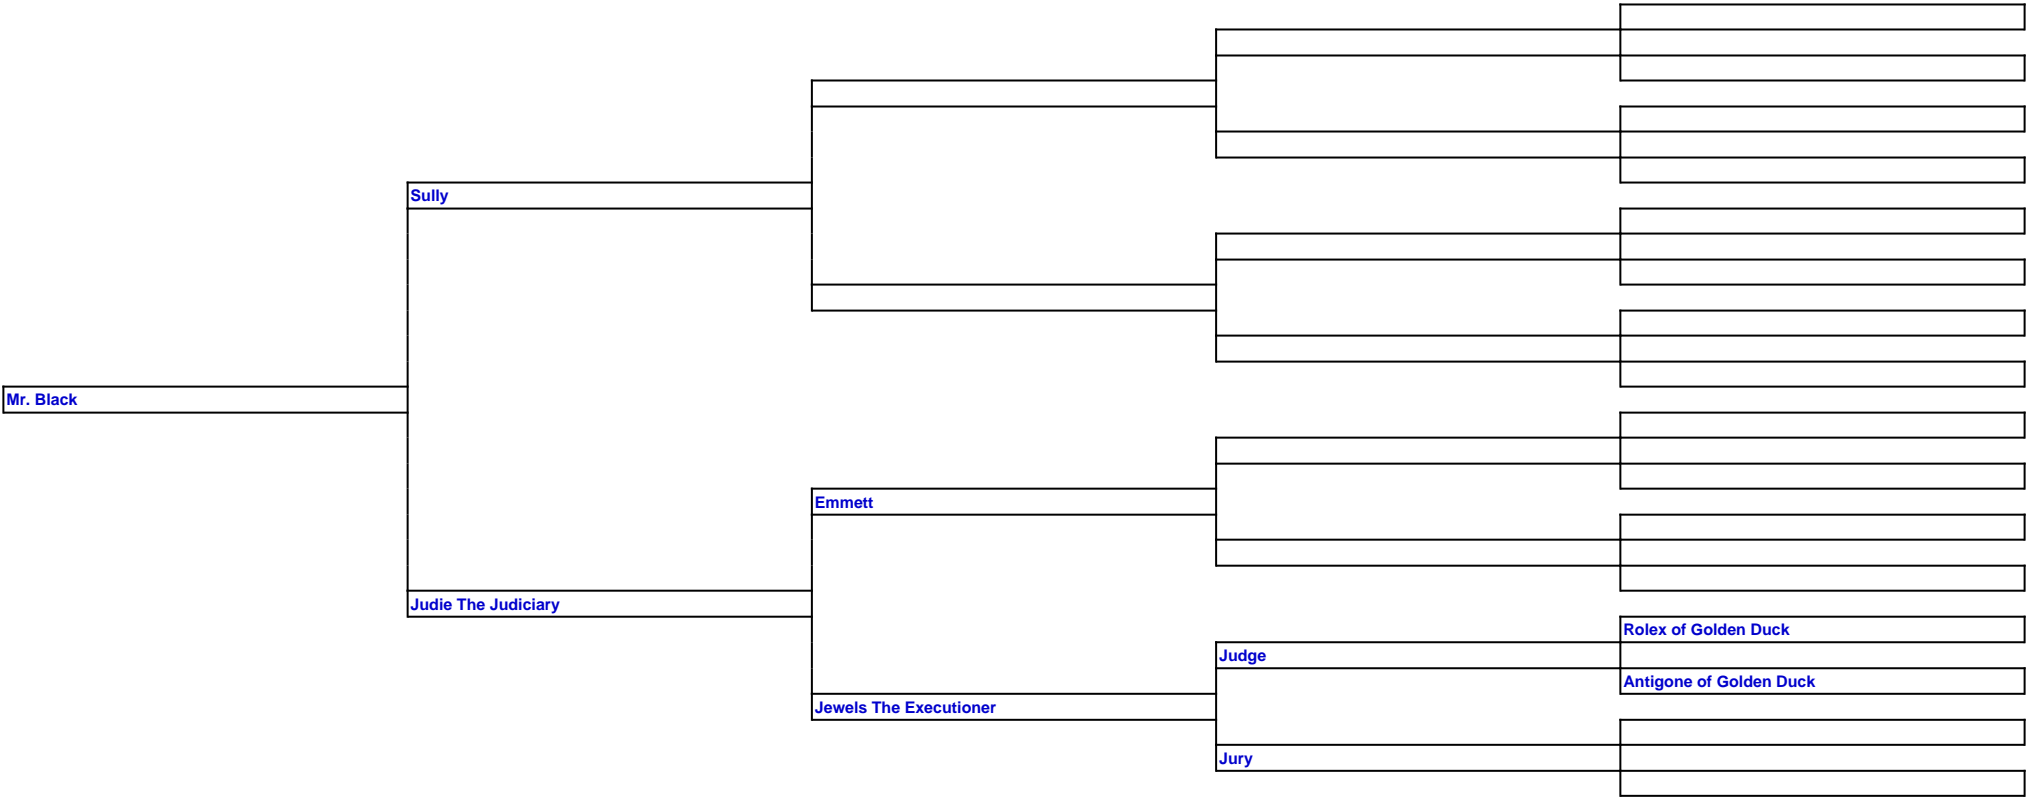 Sully
Mr. Black
Emmett
Judie The Judiciary
Rolex of Golden Duck
Judge
Antigone of Golden Duck
Jewels The Executioner
Jury